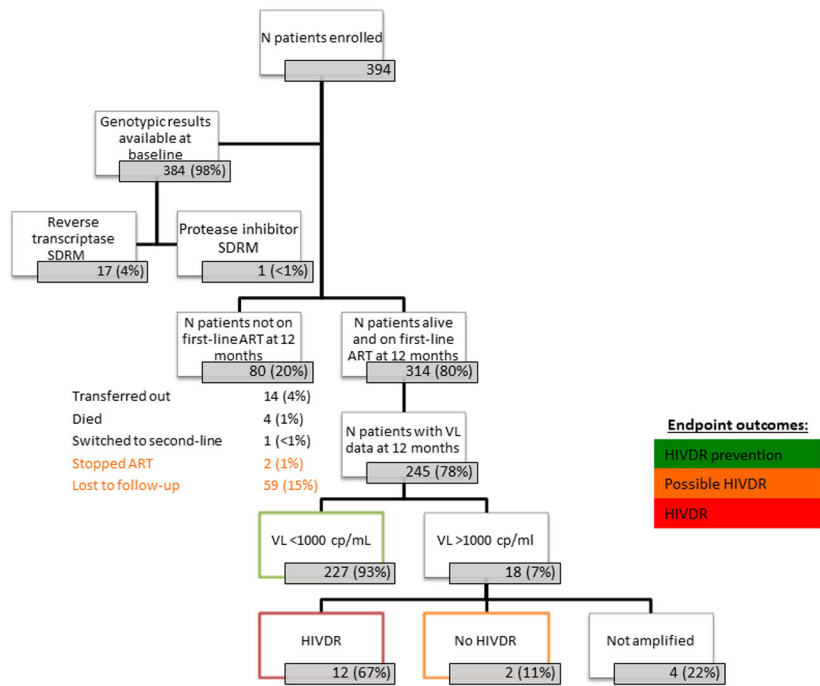 N patients enrolled
394
Genotypic results
available at
baseline
384 (98%)
Reverse
transcriptase
SDRM
17 (4%)
Protease inhibitor
SDRM
1 (<1%)
N patients not on
first-line ART at 12
months
80 (20%)
N patients alive
and on first-line
ART at 12 months
314 (80%)
Transferred out 14 (4%)
Died 4 (1%)
Switched to second-line 1 (<1%)
Stopped ART 2 (1%)
Lost to follow-up 59 (15%)
N patients with VL
data at 12 months
245 (78%)
Endpoint outcomes:
HIVDR prevention
Possible HIVDR
HIVDR
VL <1000 cp/mL
227 (93%)
VL >1000 cp/ml
18 (7%)
HIVDR
12 (67%)
No HIVDR
2 (11%)
Not amplified
4 (22%)